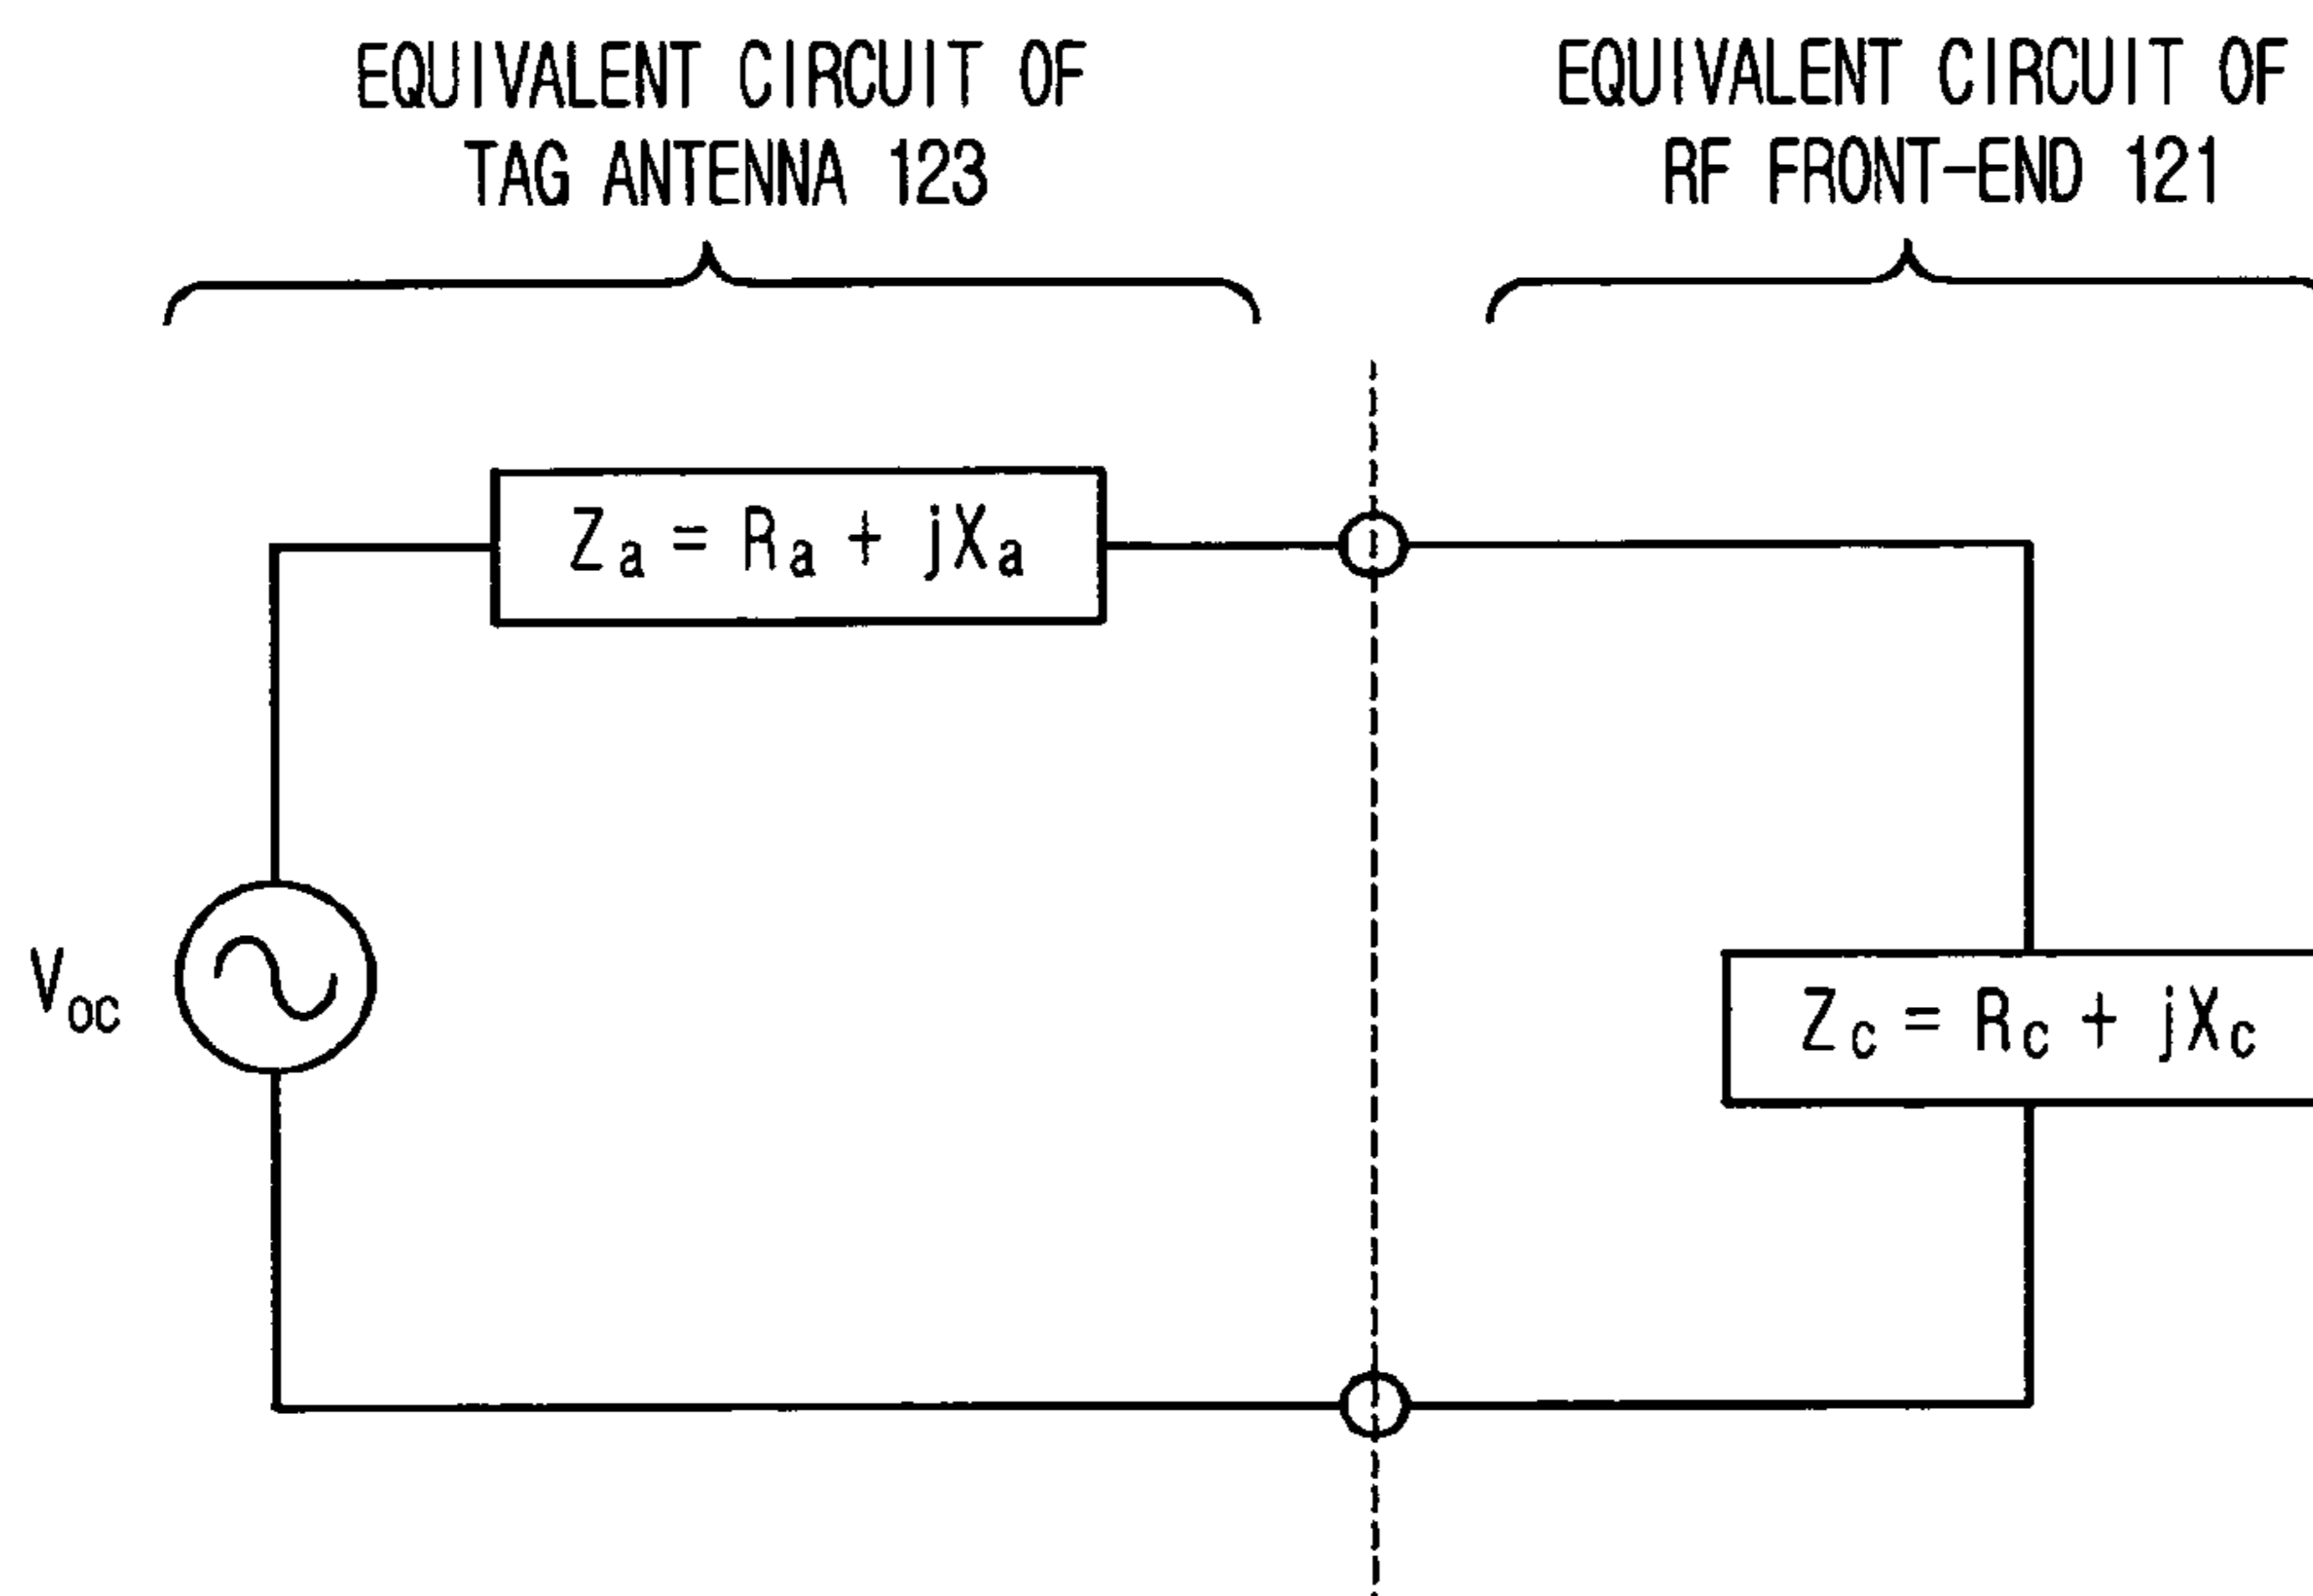 EQUIVALENT CIRCUIT OF
TAG ANTENNA 123
EQUIVALENT CIRCUIT OF
RF FRONT-END 121
Za = Ra + jXa
Voc
Zc = Rc + jXc